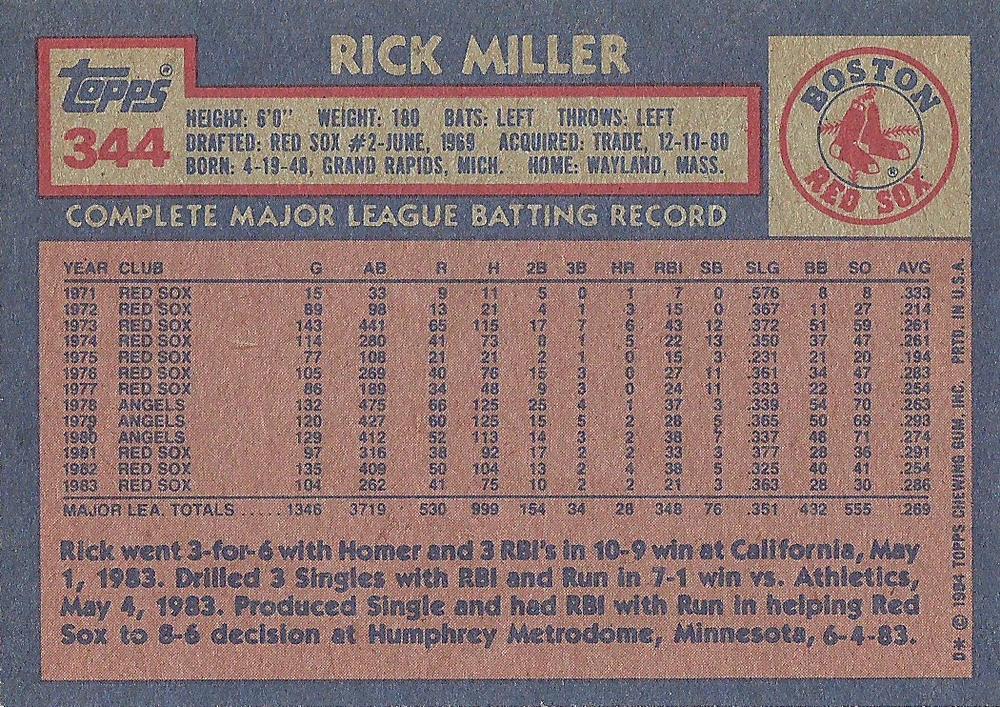 RICK MILLER
topps®
344
HEIGHT: 6'0" WEIGHT: 180 BATS: LEFT THROWS: LEFT
DRAFTED: RED SOX #2-JUNE, 1969 ACQUIRED: TRADE, 12-10-80
BORN: 4-19-48, GRAND RAPIDS, MICH. HOME: WAYLAND, MASS.
BOSTON
RED SOX
®
COMPLETE MAJOR LEAGUE BATTING RECORD
YEAR CLUB G AB R H 2B 3B HR RBI SB SLG BB SO AVG
1971 RED SOX 15 33 9 11 5 0 1 7 0 .576 8 8 .333
1972 RED SOX 89 98 13 21 4 1 3 15 0 .367 11 27 .214
1973 RED SOX 143 441 65 115 17 7 6 43 12 .372 51 59 .261
1974 RED SOX 114 280 41 73 8 1 5 22 13 .350 37 47 .261
1975 RED SOX 77 108 21 21 2 1 0 15 3 .231 21 20 .194
1976 RED SOX 105 269 40 76 15 3 0 27 11 .361 34 47 .283
1977 RED SOX 86 189 34 48 9 3 0 24 11 .333 22 30 .254
1978 ANGELS 132 475 66 125 25 4 1 37 3 .339 54 70 .263
1979 ANGELS 120 427 60 125 15 5 2 28 5 .365 50 69 .293
1980 ANGELS 129 412 52 113 14 3 2 38 7 .337 48 71 .274
1981 RED SOX 97 316 38 92 17 2 2 33 3 .377 28 36 .291
1982 RED SOX 135 409 50 104 13 2 4 38 5 .325 40 41 .254
1983 RED SOX 104 262 41 75 10 2 2 21 3 .363 28 30 .286
MAJOR LEA. TOTALS ..... 1346 3719 530 999 154 34 28 348 76 .351 432 555 .269
Rick went 3-for-6 with Homer and 3 RBI's in 10-9 win at California, May
1, 1983. Drilled 3 Singles with RBI and Run in 7-1 win vs. Athletics,
May 4, 1983. Produced Single and had RBI with Run in helping Red
Sox to 8-6 decision at Humphrey Metrodome, Minnesota, 6-4-83.
D* © 1984 TOPPS CHEWING GUM, INC. PRTD. IN U.S.A.